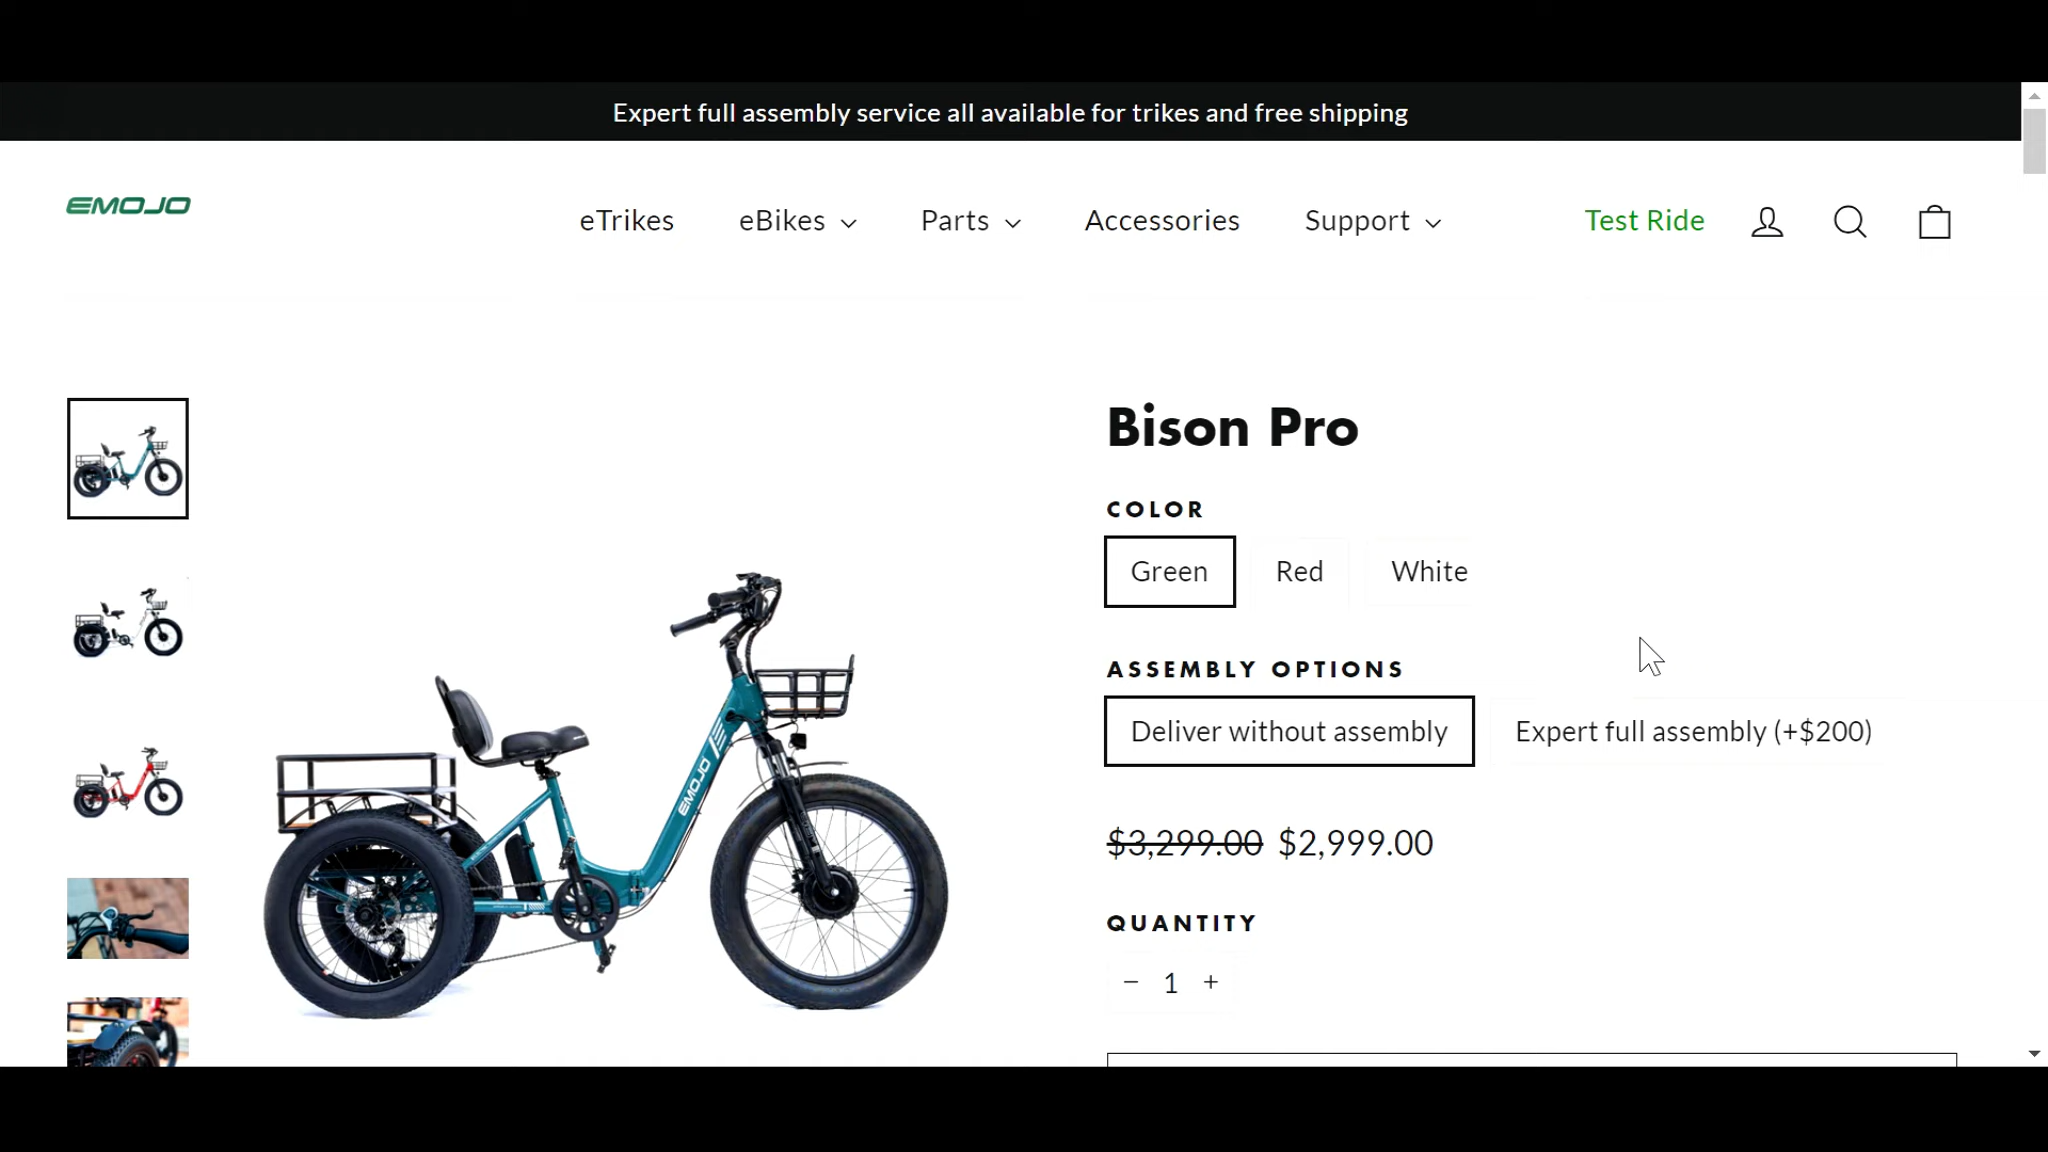 Expert full assembly service all available for trikes and free shipping
EMOJO
eTrikes eBikes Parts Accessories Support Test Ride
Bison Pro
COLOR
Green Red White
ASSEMBLY OPTIONS
Deliver without assembly Expert full assembly (+$200)
$3,299.00 $2,999.00
QUANTITY
− 1 +
EMOJO